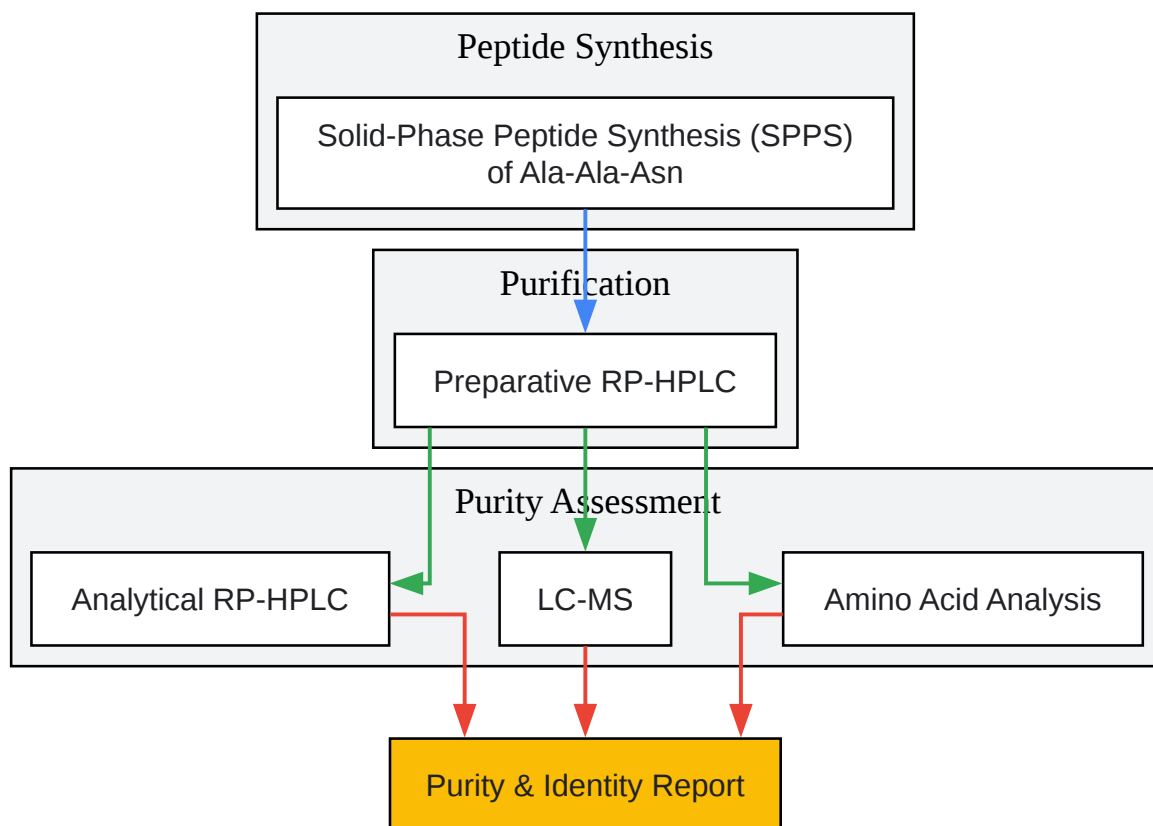 Peptide Synthesis
Solid-Phase Peptide Synthesis (SPPS)
of Ala-Ala-Asn
Purification
Preparative RP-HPLC
Purity Assessment
Analytical RP-HPLC
LC-MS
Amino Acid Analysis
Purity & Identity Report